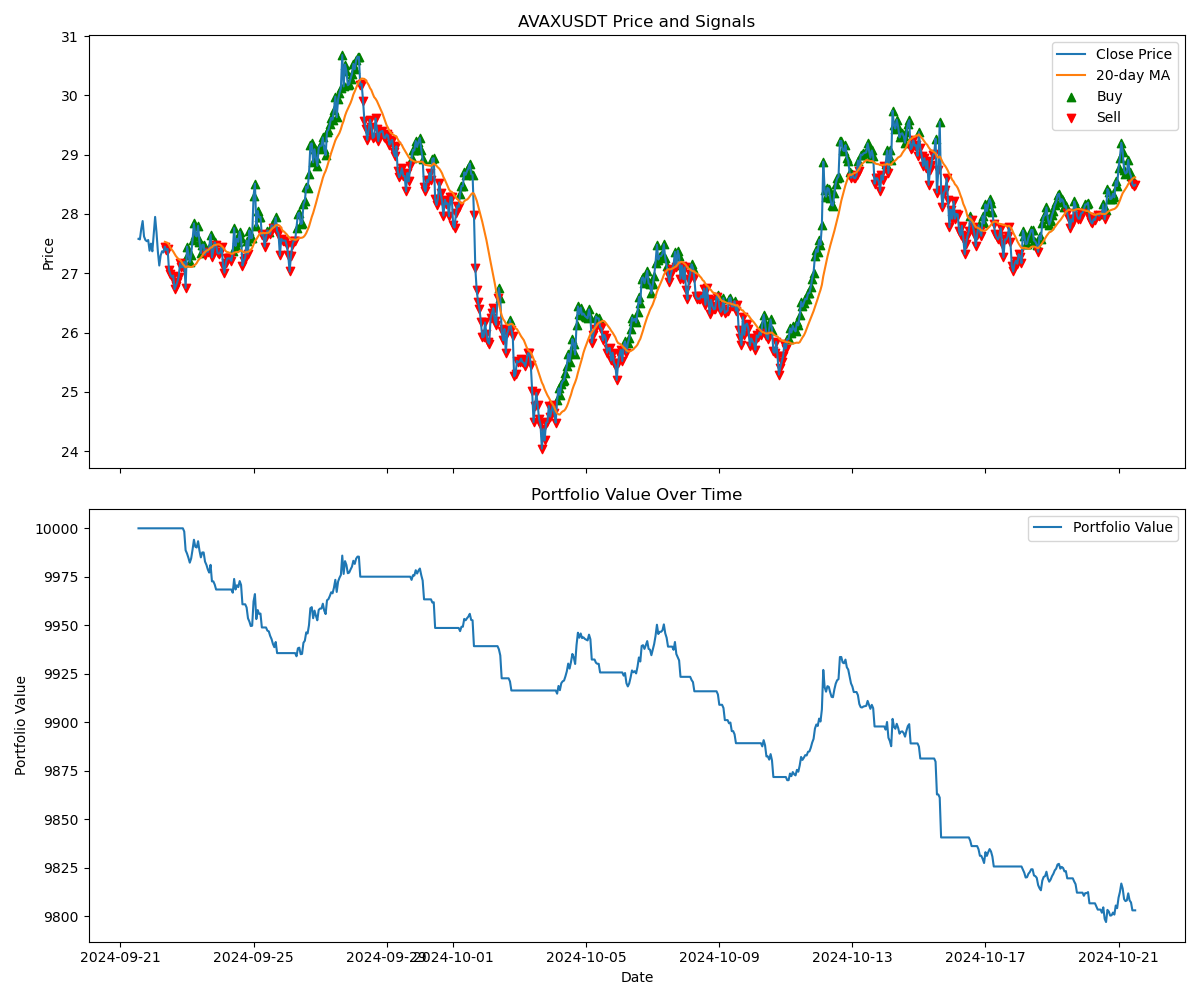 AVAXUSDT Price and Signals
31
30
29
28
27
26
25
24
Price
Close Price
20-day MA
Buy
Sell
Portfolio Value Over Time
10000
9975
9950
9925
9900
9875
9850
9825
9800
Portfolio Value
Portfolio Value
2024-09-21 2024-09-25 2024-09-29 2024-10-01 2024-10-05 2024-10-09 2024-10-13 2024-10-17 2024-10-21
Date